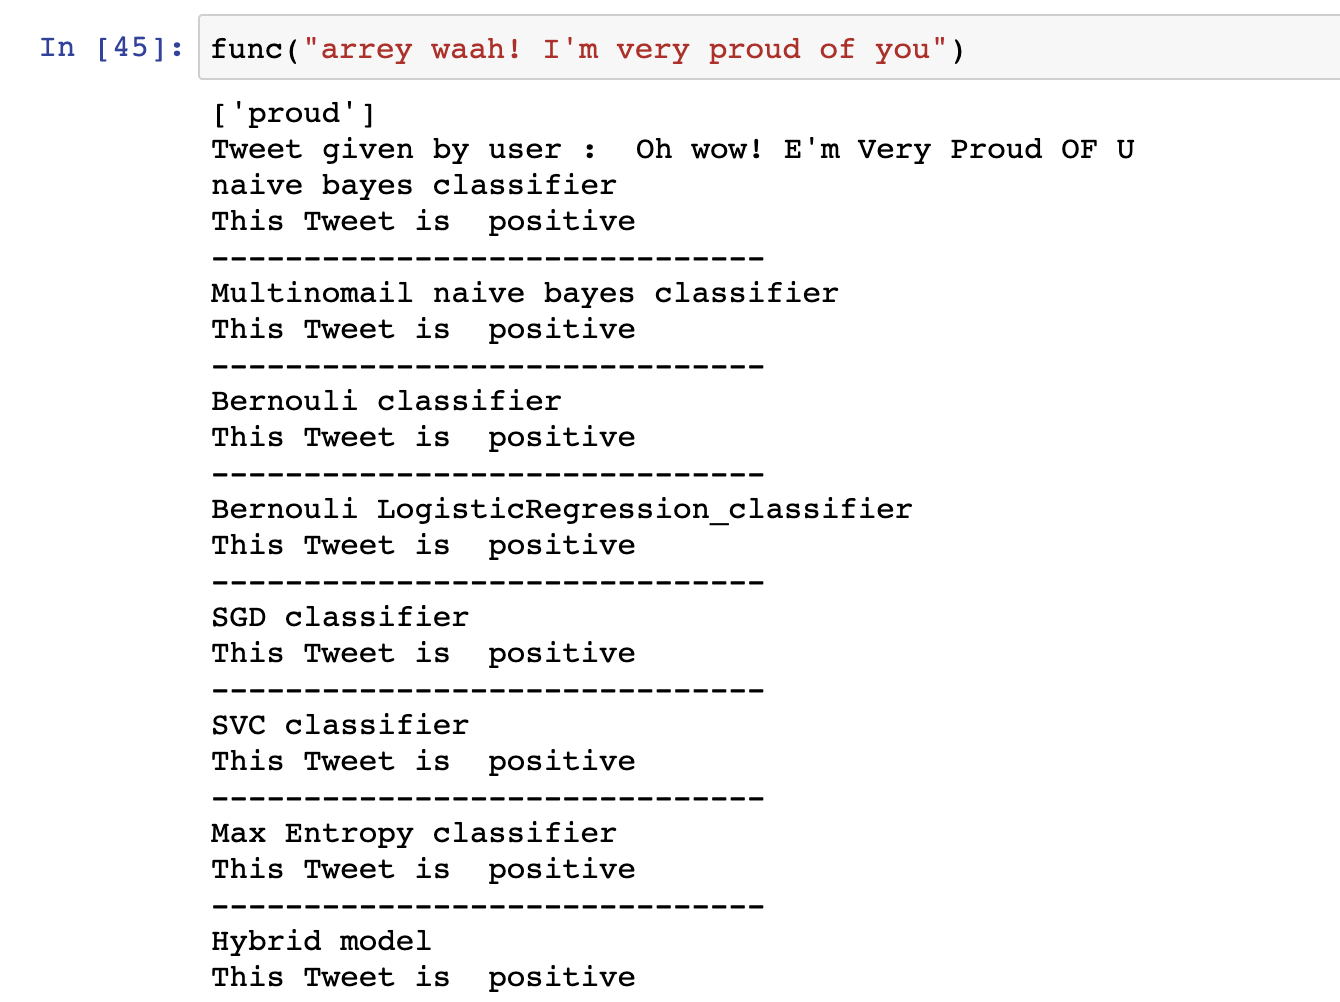 In [45]: func("arrey waah! I'm very proud of you")
['proud']
Tweet given by user :  Oh wow! E'm Very Proud OF U
naive bayes classifier
This Tweet is  positive
------------------------------
Multinomail naive bayes classifier
This Tweet is  positive
------------------------------
Bernouli classifier
This Tweet is  positive
------------------------------
Bernouli LogisticRegression_classifier
This Tweet is  positive
------------------------------
SGD classifier
This Tweet is  positive
------------------------------
SVC classifier
This Tweet is  positive
------------------------------
Max Entropy classifier
This Tweet is  positive
------------------------------
Hybrid model
This Tweet is  positive